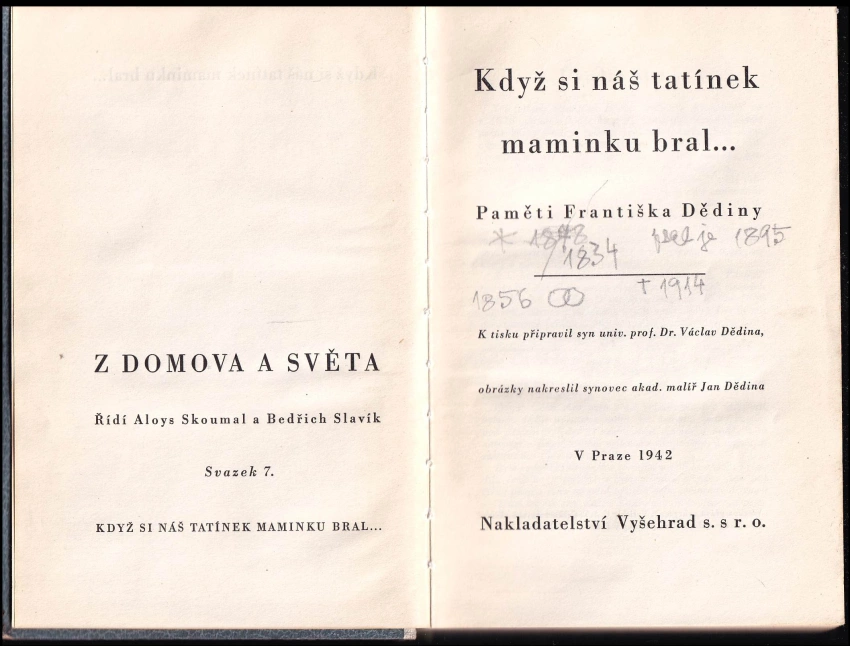 Z DOMOVA A SVĚTA
Řídí Aloys Skoumal a Bedřich Slavík
Svazek 7.
KDYŽ SI NÁŠ TATÍNEK MAMINKU BRAL...
Když si náš tatínek
maminku bral...
Paměti Františka Dědiny
* 1848 1895
1834
1856 † 1914
K tisku připravil syn univ. prof. Dr. Václav Dědina,
obrázky nakreslil synovec akad. malíř Jan Dědina
V Praze 1942
Nakladatelství Vyšehrad s. s r. o.